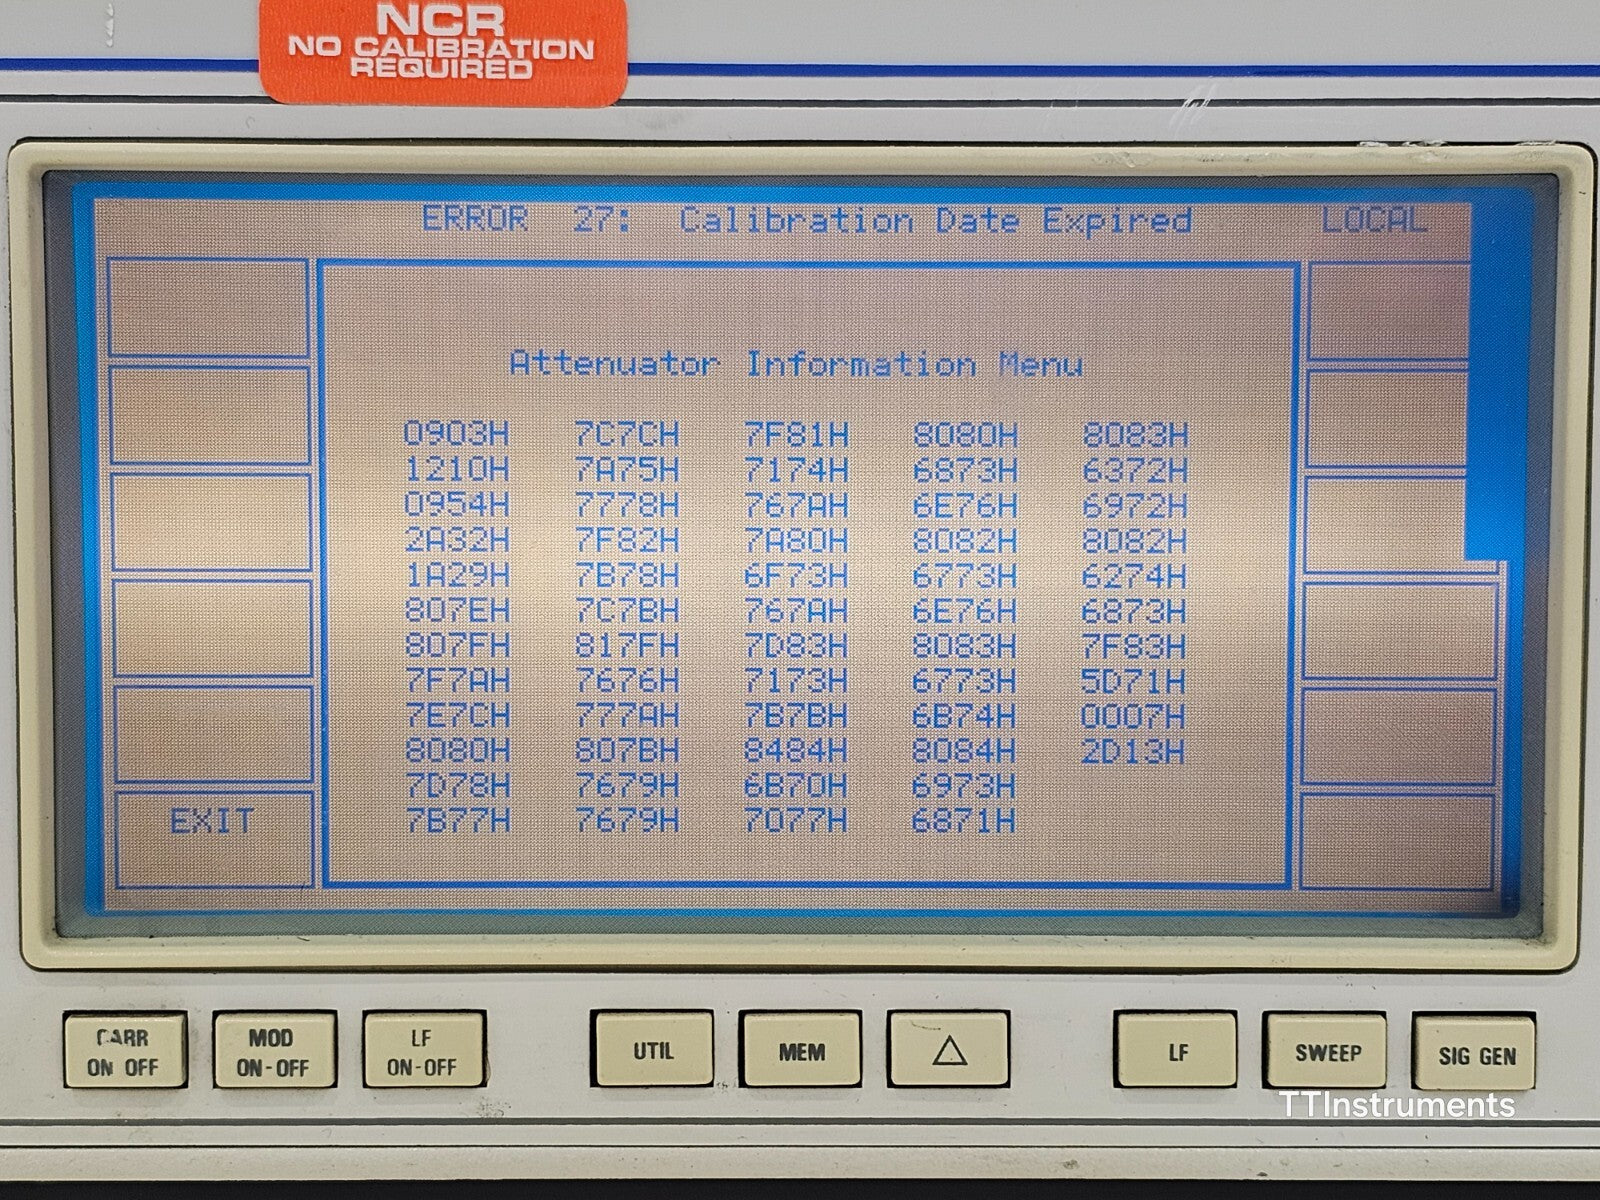 NCR
NO CALIBRATION
REQUIRED
ERROR 27: Calibration Date Expired LOCAL
Attenuator Information Menu
0903H 7C7CH 7F81H 8080H 8083H
1210H 7A75H 7174H 6873H 6372H
0954H 7778H 767AH 6E76H 6972H
2A32H 7F82H 7A80H 8082H 8082H
1A29H 7B78H 6F73H 6773H 6274H
807EH 7C7BH 767AH 6E76H 6873H
807FH 817FH 7D83H 8083H 7F83H
7F7AH 7676H 7173H 6773H 5D71H
7E7CH 777AH 7B7BH 6B74H 0007H
8080H 807BH 8484H 8084H 2D13H
7D78H 7679H 6B70H 6973H
7B77H 7679H 7077H 6871H
EXIT
CARR ON OFF
MOD ON-OFF
LF ON-OFF
UTIL
MEM
LF
SWEEP
SIG GEN
TTInstruments